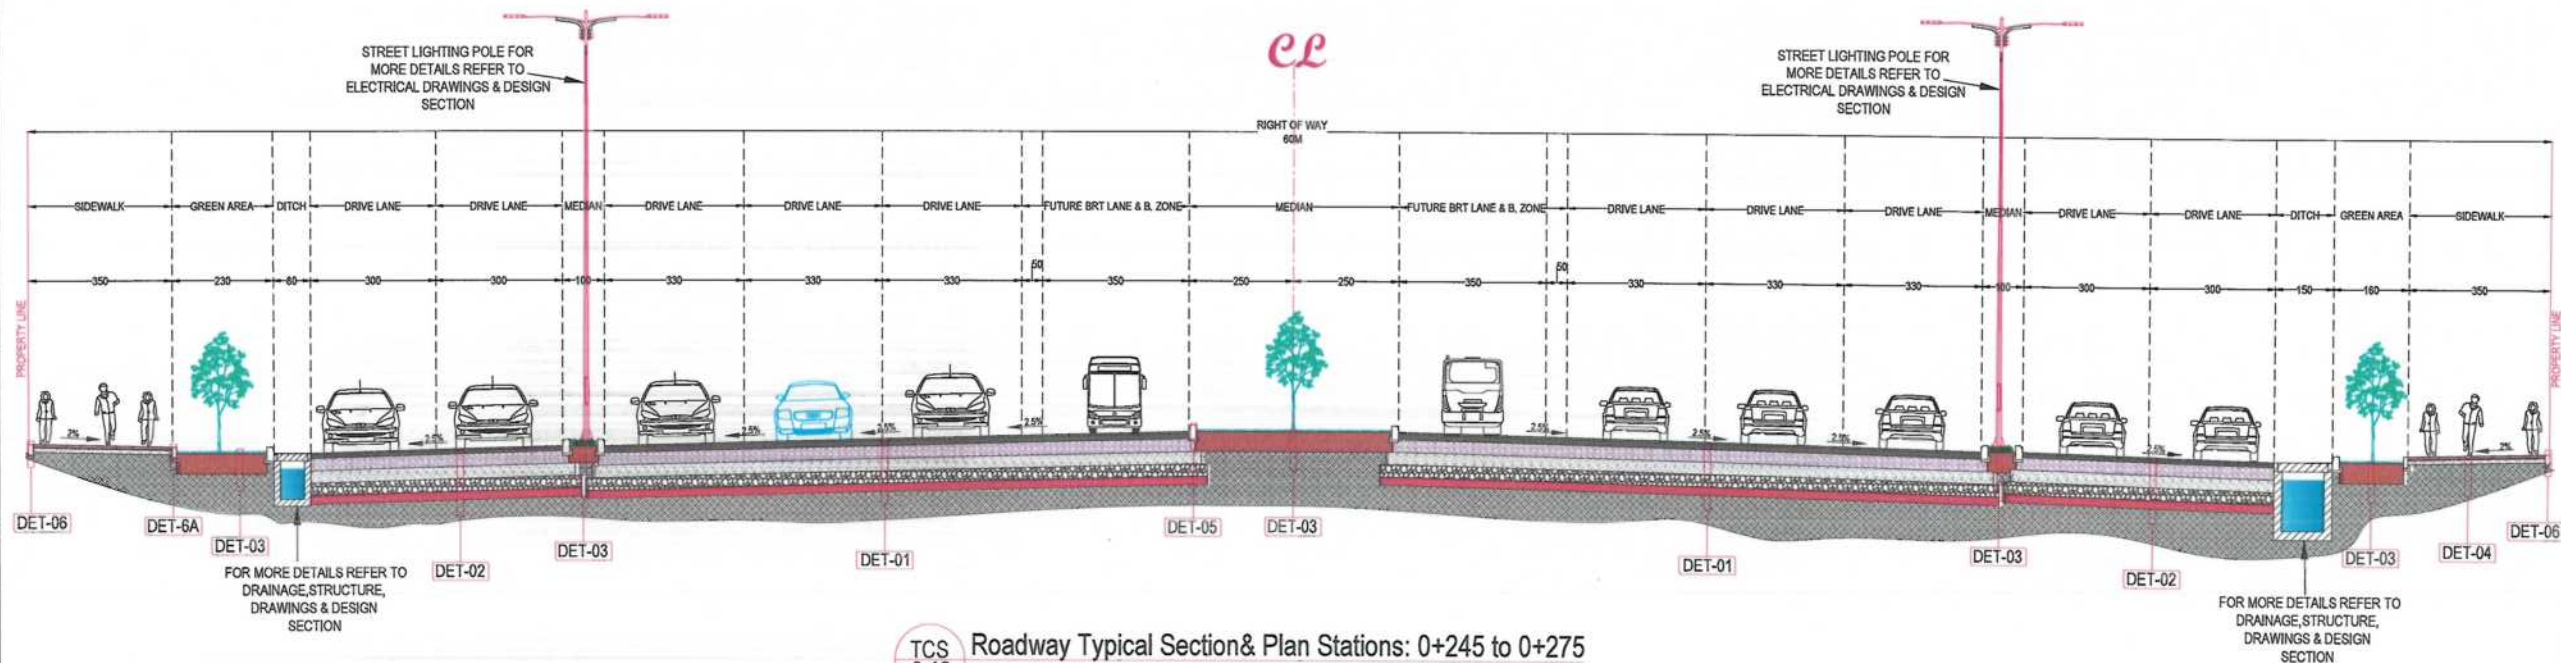 STREET LIGHTING POLE FOR
MORE DETAILS REFER TO
ELECTRICAL DRAWINGS & DESIGN
SECTION
CL
STREET LIGHTING POLE FOR
MORE DETAILS REFER TO
ELECTRICAL DRAWINGS & DESIGN
SECTION
RIGHT OF WAY
60M
SIDEWALK GREEN AREA DITCH DRIVE LANE DRIVE LANE MEDIAN DRIVE LANE DRIVE LANE DRIVE LANE FUTURE BRT LANE & B. ZONE MEDIAN FUTURE BRT LANE & B. ZONE DRIVE LANE DRIVE LANE DRIVE LANE MEDIAN DRIVE LANE DRIVE LANE DITCH GREEN AREA SIDEWALK
350 230 80 300 300 100 330 330 330 50 350 250 250 350 50 330 330 330 100 300 300 150 160 350
PROPERTY LINE
PROPERTY LINE
2% 2.5% 2.5% 2.5% 2.5% 2.5% 2.5% 2.5% 2.5% 2%
DET-06 DET-6A DET-03 DET-02 DET-03 DET-01 DET-05 DET-03 DET-01 DET-03 DET-02 DET-03 DET-04 DET-06
FOR MORE DETAILS REFER TO
DRAINAGE,STRUCTURE,
DRAWINGS & DESIGN
SECTION
FOR MORE DETAILS REFER TO
DRAINAGE,STRUCTURE,
DRAWINGS & DESIGN
SECTION
TCS Roadway Typical Section& Plan Stations: 0+245 to 0+275